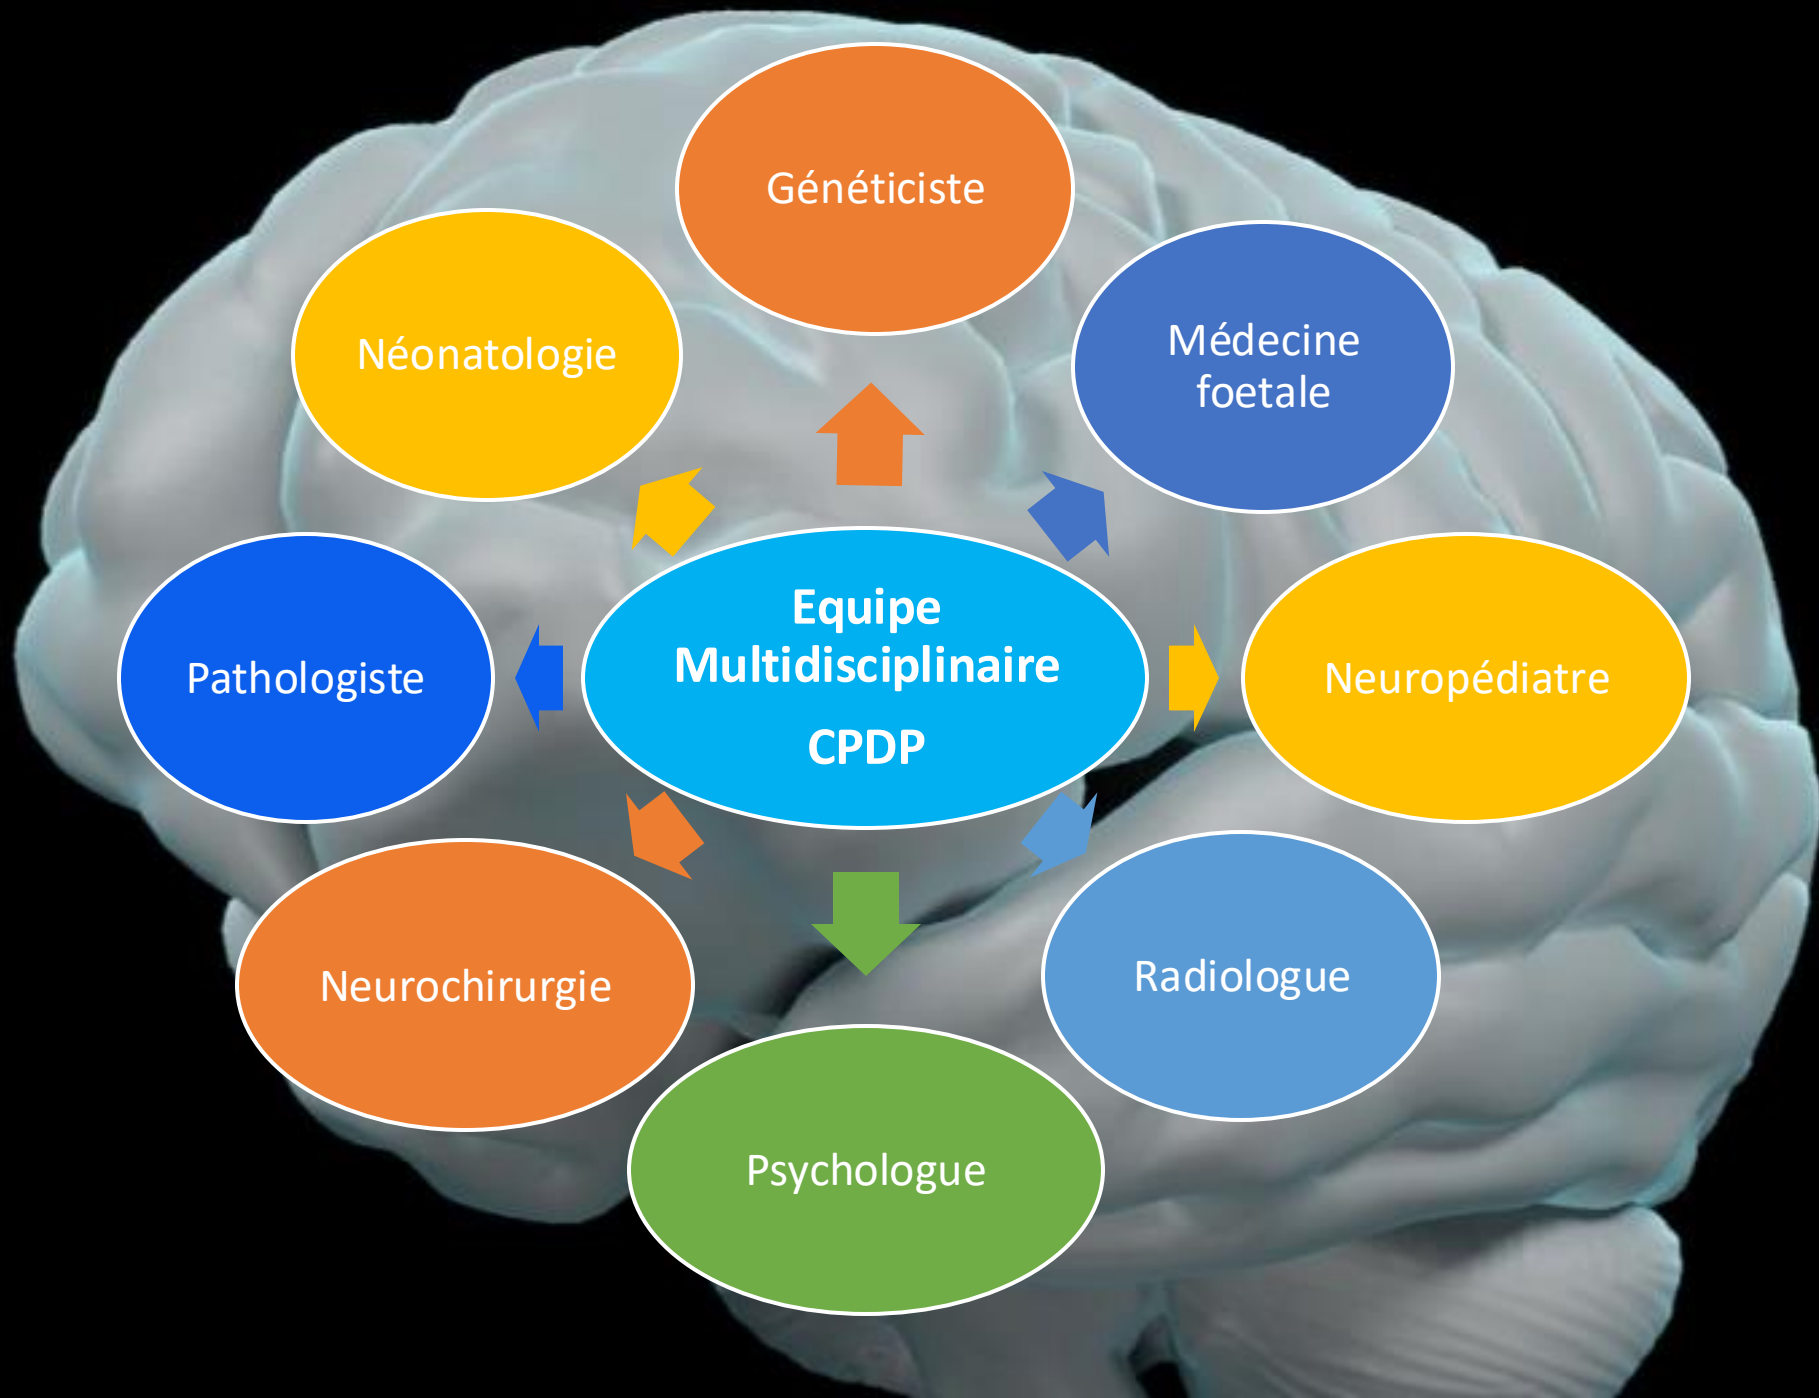 Généticiste
Néonatologie
Médecine
foetale
Equipe
Multidisciplinaire
CPDP
Pathologiste
Neuropédiatre
Neurochirurgie
Radiologue
Psychologue